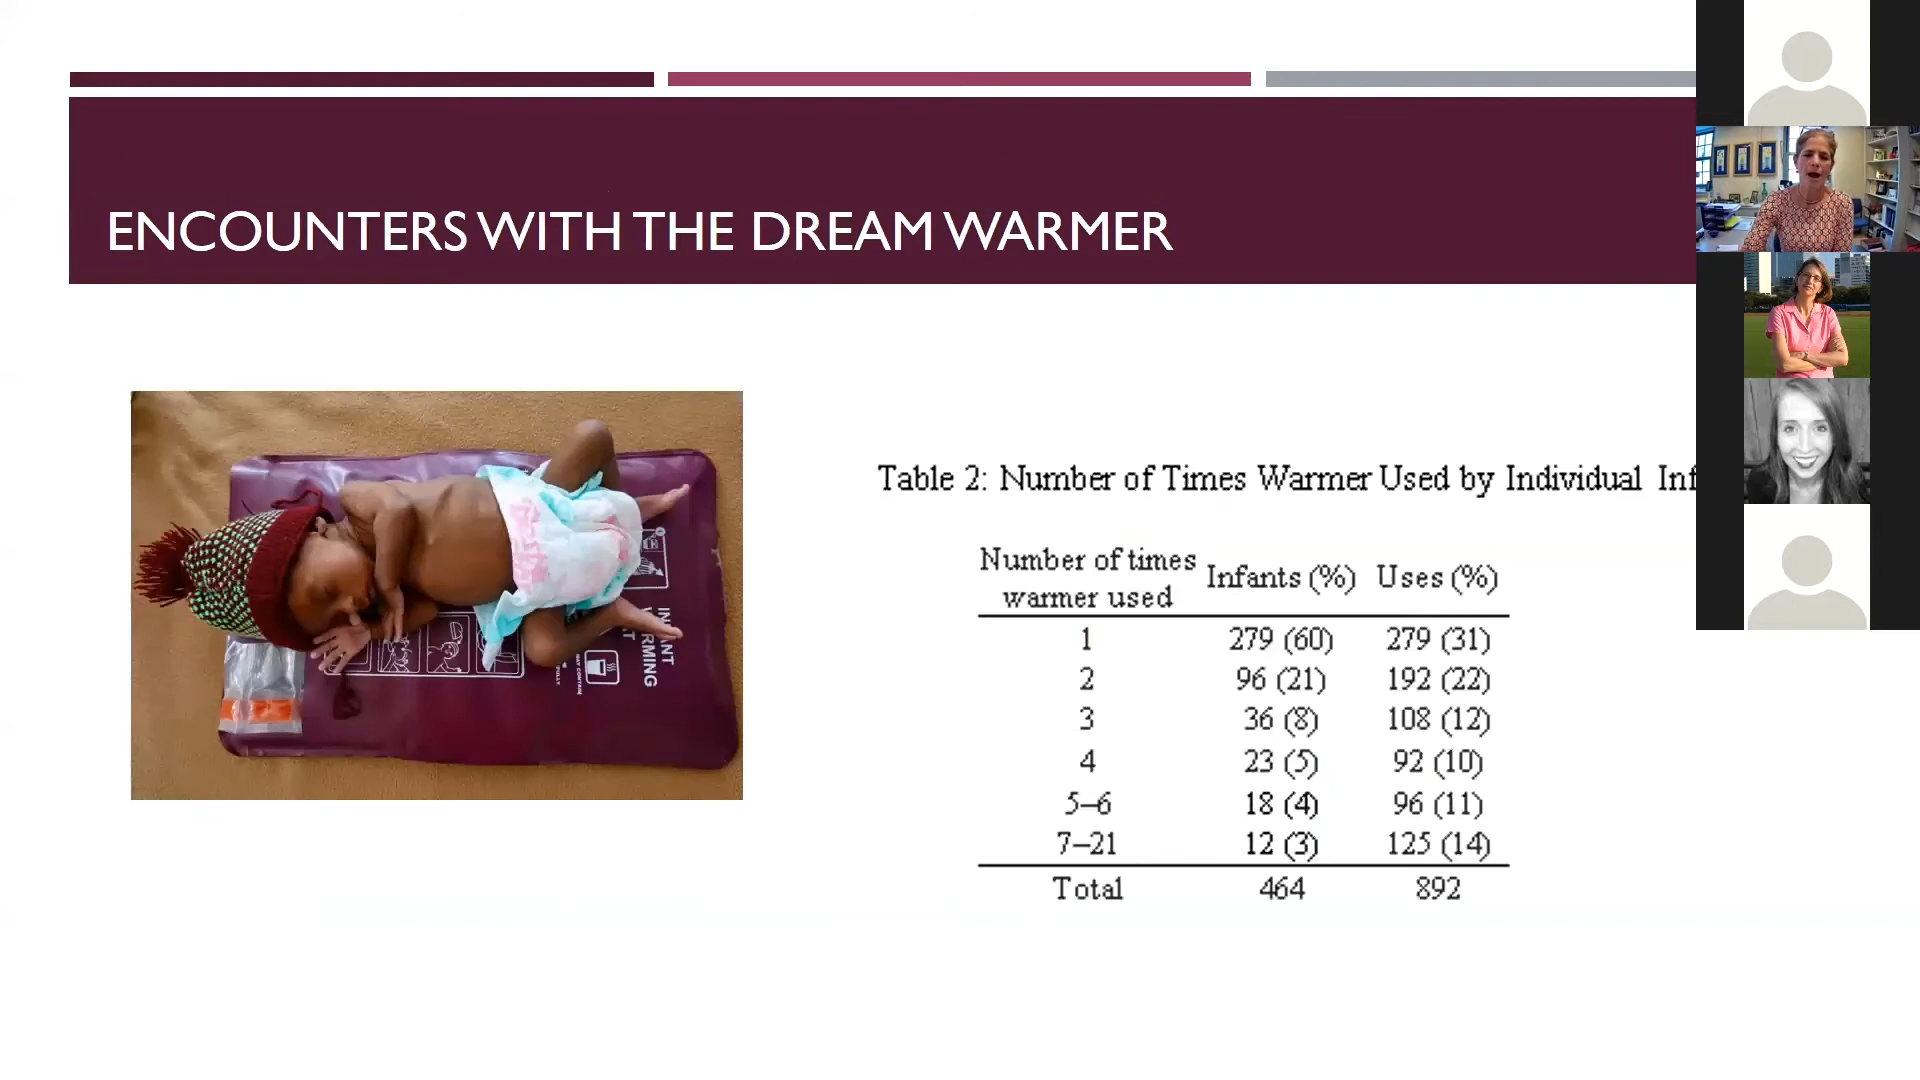 ENCOUNTERS WITH THE DREAM WARMER
INFANT
WARMING
Table 2: Number of Times Warmer Used by Individual Inf
Number of times warmer used Infants (%) Uses (%)
1 279 (60) 279 (31)
2 96 (21) 192 (22)
3 36 (8) 108 (12)
4 23 (5) 92 (10)
5–6 18 (4) 96 (11)
7–21 12 (3) 125 (14)
Total 464 892